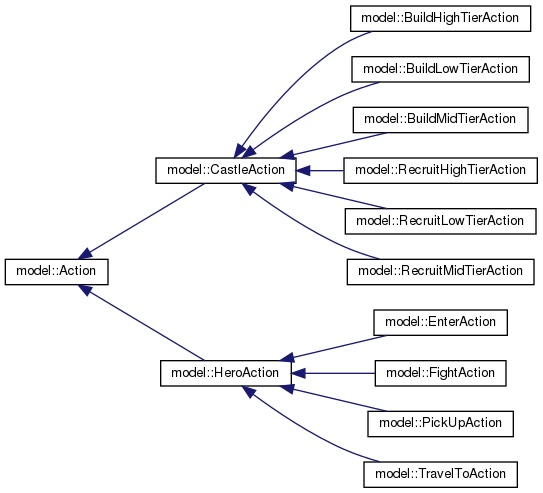 model::BuildHighTierAction
model::BuildLowTierAction
model::BuildMidTierAction
model::CastleAction
model::RecruitHighTierAction
model::RecruitLowTierAction
model::RecruitMidTierAction
model::Action
model::EnterAction
model::HeroAction
model::FightAction
model::PickUpAction
model::TravelToAction